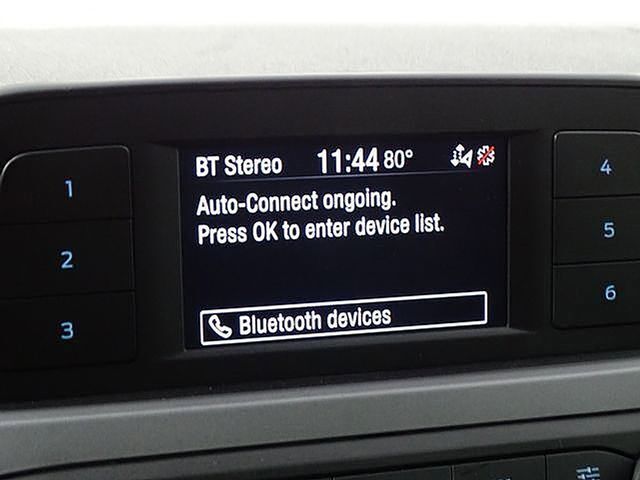 BT Stereo 11:44 80°
Auto-Connect ongoing.
Press OK to enter device list.
Bluetooth devices
1
2
3
4
5
6